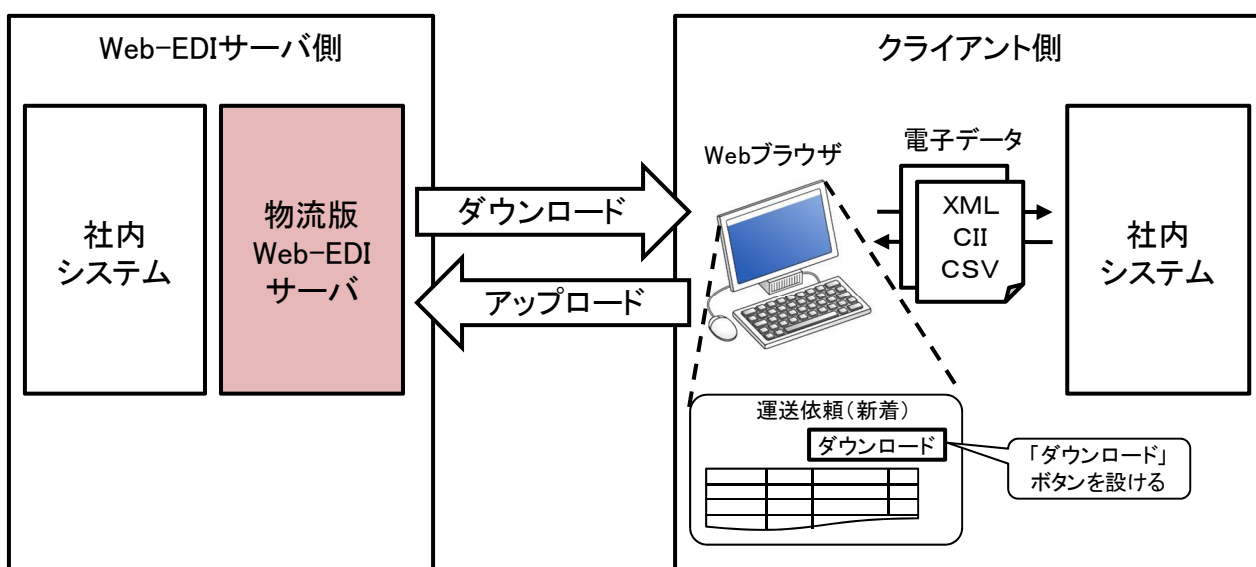 Web-EDIサーバ側
社内
システム
物流版
Web-EDI
サーバ
ダウンロード
アップロード
クライアント側
Webブラウザ
電子データ
XML
CII
CSV
社内
システム
運送依頼(新着)
ダウンロード
「ダウンロード」
ボタンを設ける